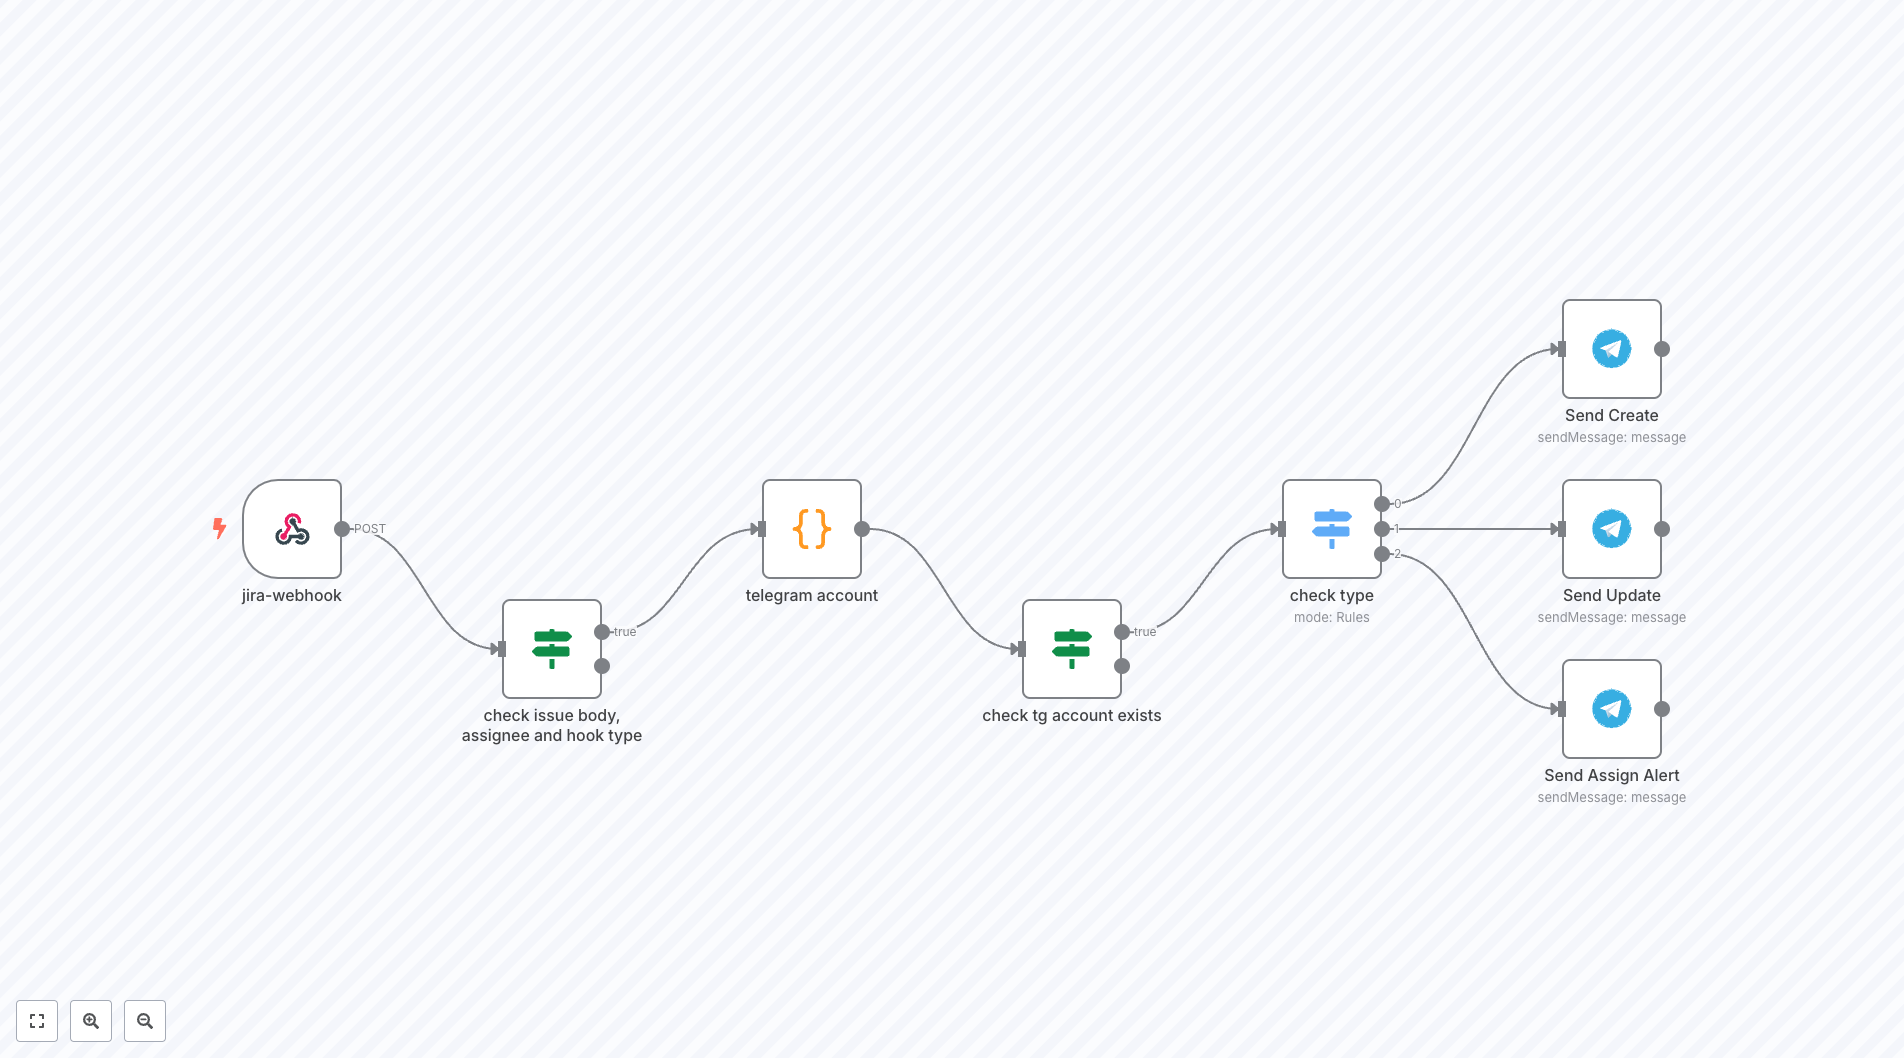 POST
jira-webhook
true
check issue body,
assignee and hook type
telegram account
true
check tg account exists
0
1
2
check type
mode: Rules
Send Create
sendMessage: message
Send Update
sendMessage: message
Send Assign Alert
sendMessage: message